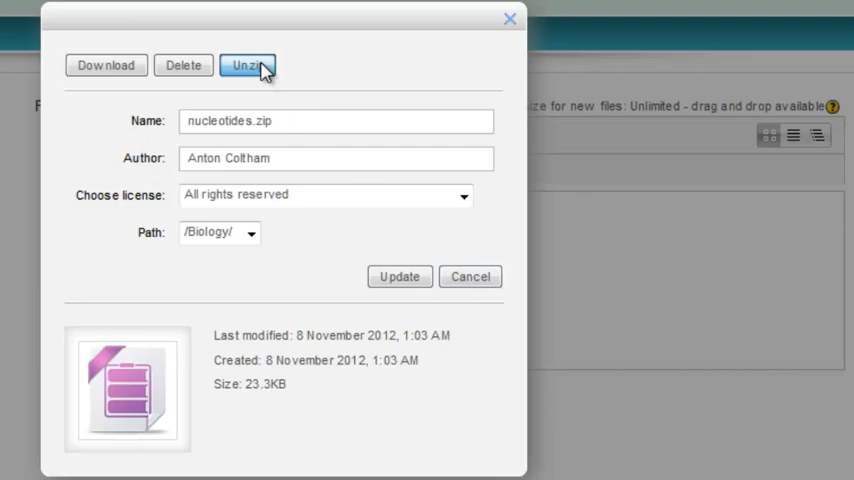 Download Delete Unzip
ize for new files: Unlimited - drag and drop available
Name: nucleotides.zip
Author: Anton Coltham
Choose license: All rights reserved
Path: /Biology/
Update Cancel
Last modified: 8 November 2012, 1:03 AM
Created: 8 November 2012, 1:03 AM
Size: 23.3KB